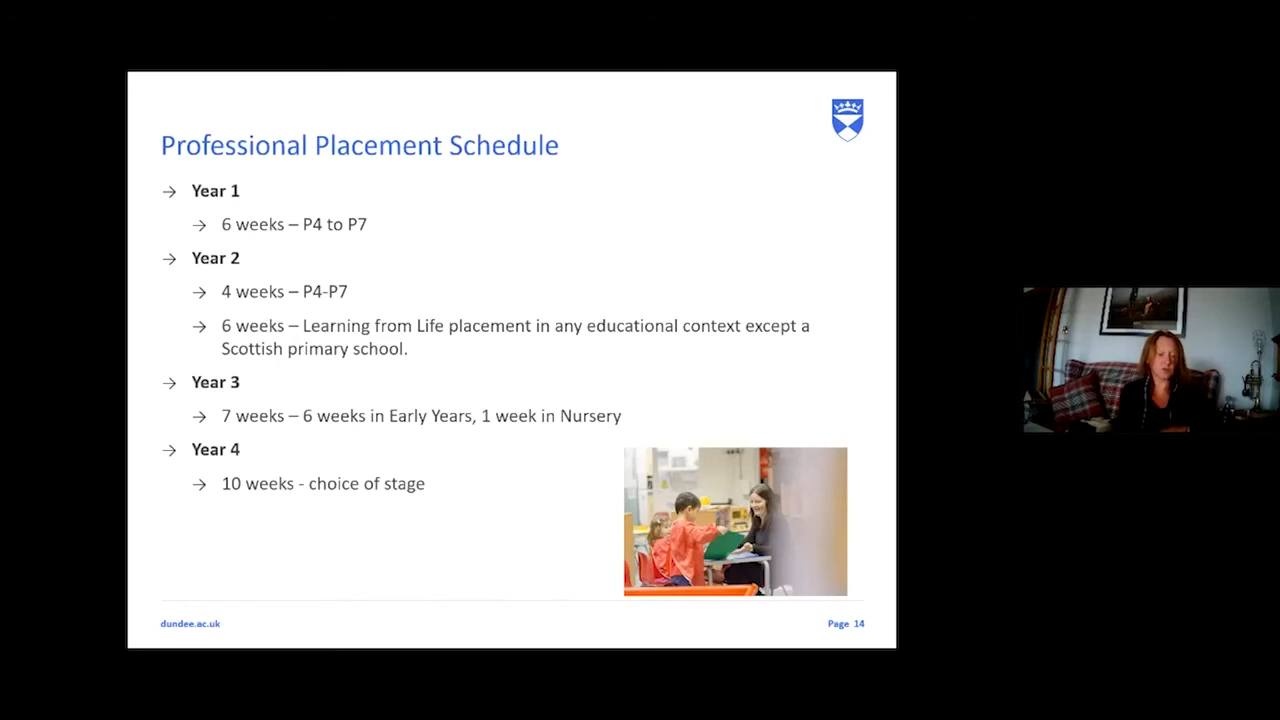 Professional Placement Schedule
Year 1
6 weeks – P4 to P7
Year 2
4 weeks – P4-P7
6 weeks – Learning from Life placement in any educational context except a
Scottish primary school.
Year 3
7 weeks – 6 weeks in Early Years, 1 week in Nursery
Year 4
10 weeks - choice of stage
dundee.ac.uk
Page 14